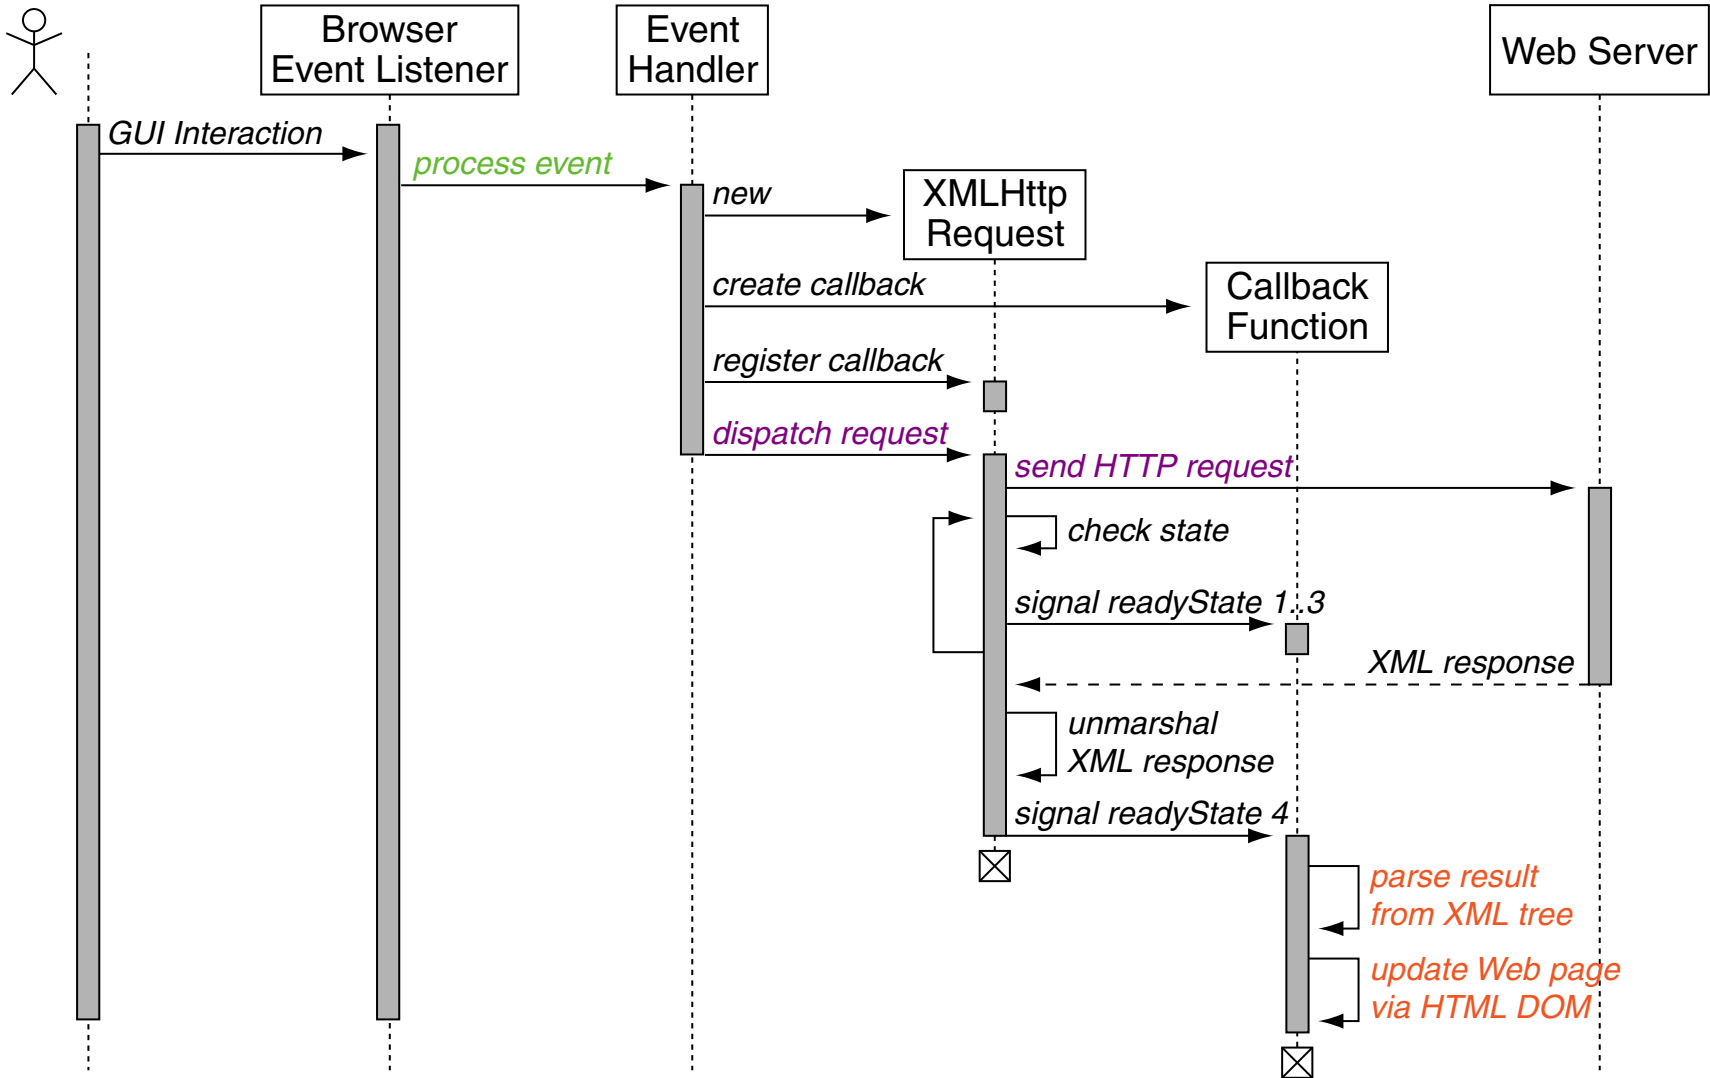 Browser
Event Listener
Event
Handler
Web Server
GUI Interaction
process event
new
XMLHttp
Request
create callback
Callback
Function
register callback
dispatch request
send HTTP request
check state
signal readyState 1..3
XML response
unmarshal
XML response
signal readyState 4
parse result
from XML tree
update Web page
via HTML DOM